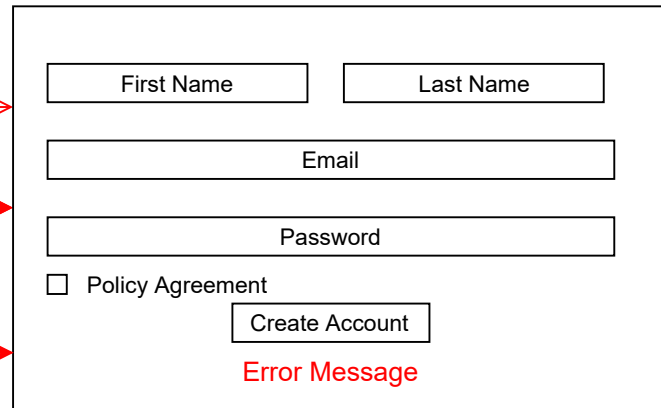 First Name Last Name
Email
Password
Policy Agreement
Create Account
Error Message